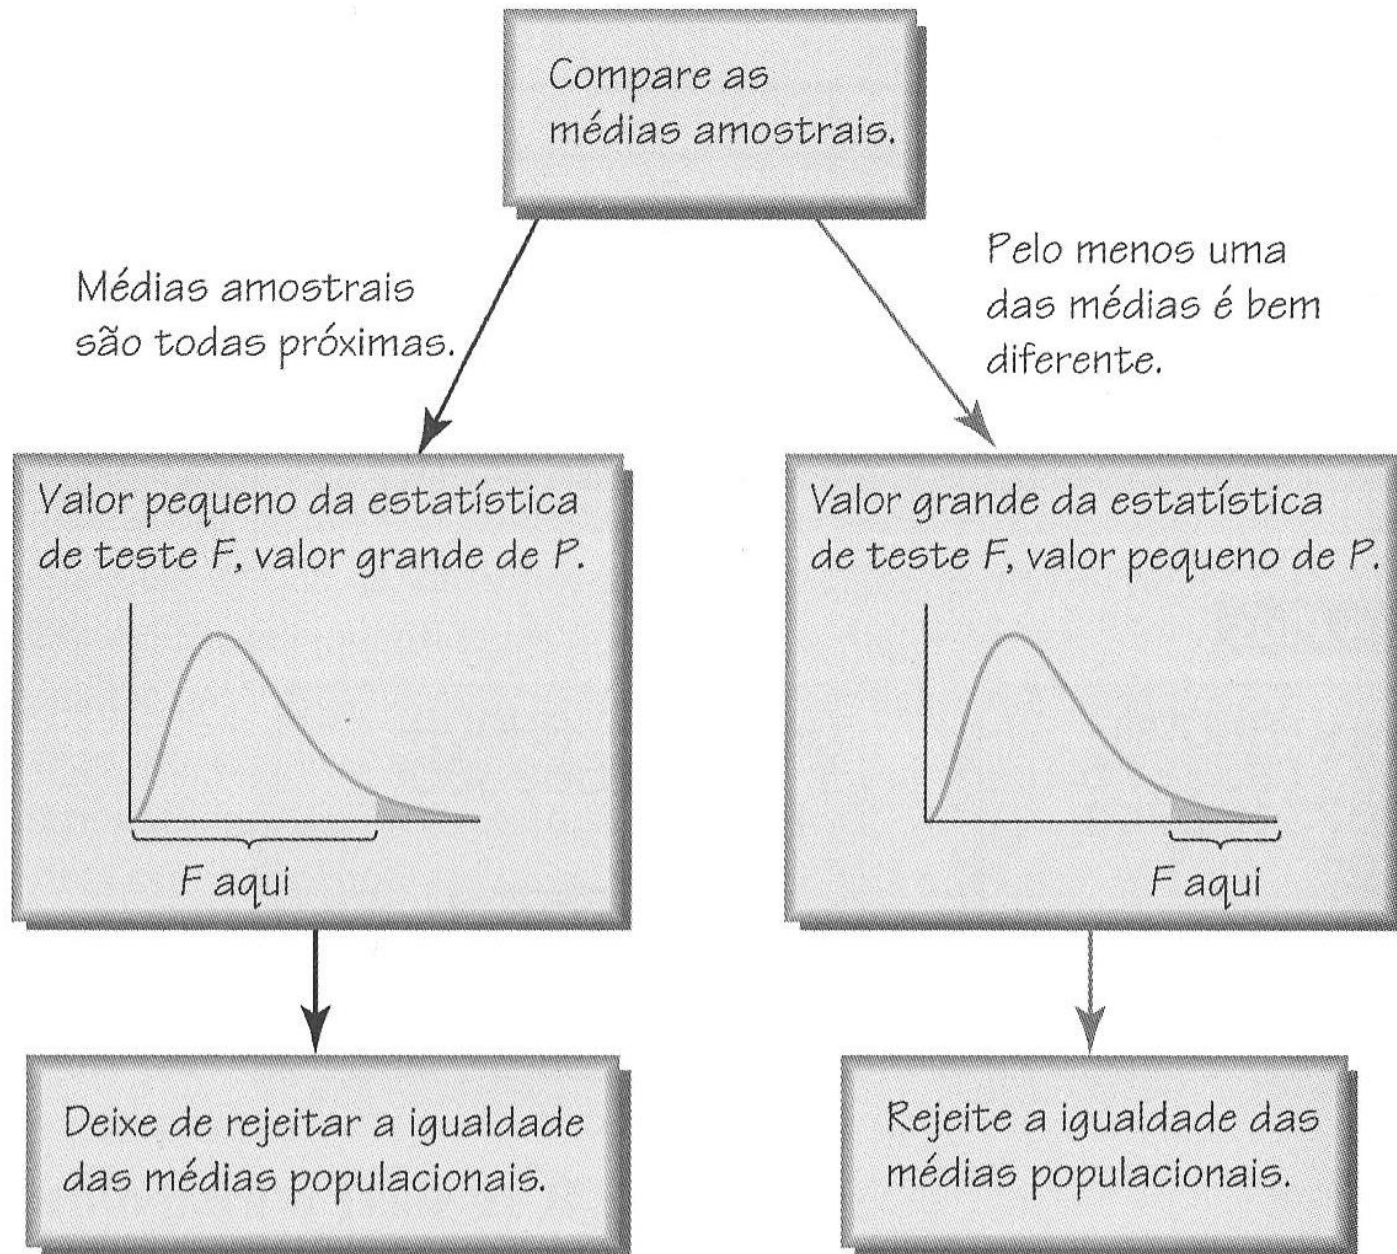 Compare as
médias amostrais.
Médias amostrais
são todas próximas.
Pelo menos uma
das médias é bem
diferente.
Valor pequeno da estatística
de teste F, valor grande de P.
F aqui
Valor grande da estatística
de teste F, valor pequeno de P.
F aqui
Deixe de rejeitar a igualdade
das médias populacionais.
Rejeite a igualdade das
médias populacionais.